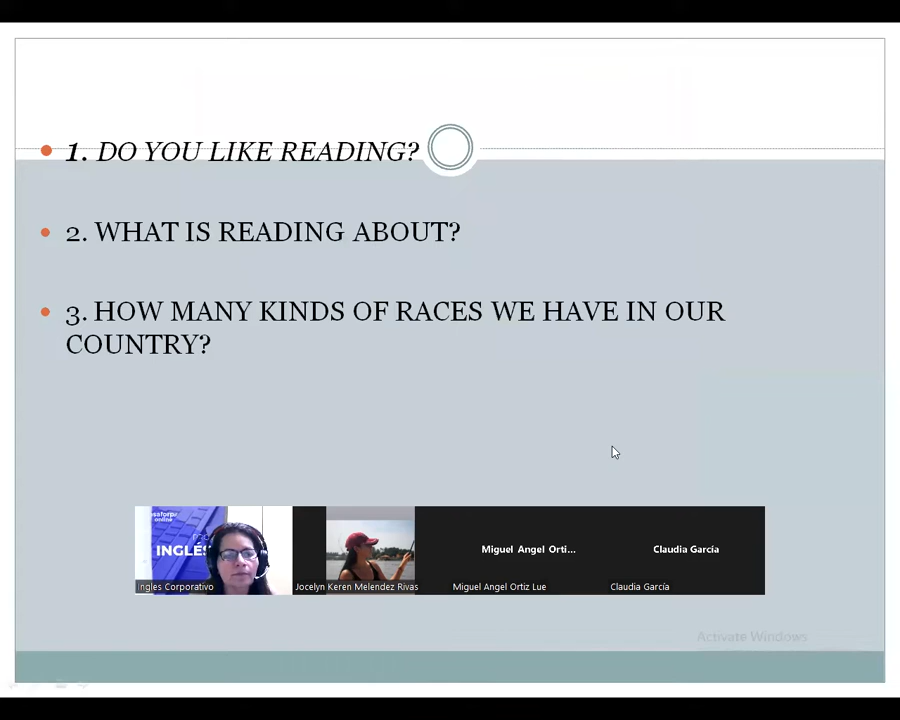 1. DO YOU LIKE READING?
2. WHAT IS READING ABOUT?
3. HOW MANY KINDS OF RACES WE HAVE IN OUR
COUNTRY?
online
INGLÉS
Miguel Angel Orti...
Claudia García
Ingles Corporativo
Jocelyn Keren Melendez Rivas
Miguel Angel Ortiz Lue
Claudia García
Activate Windows